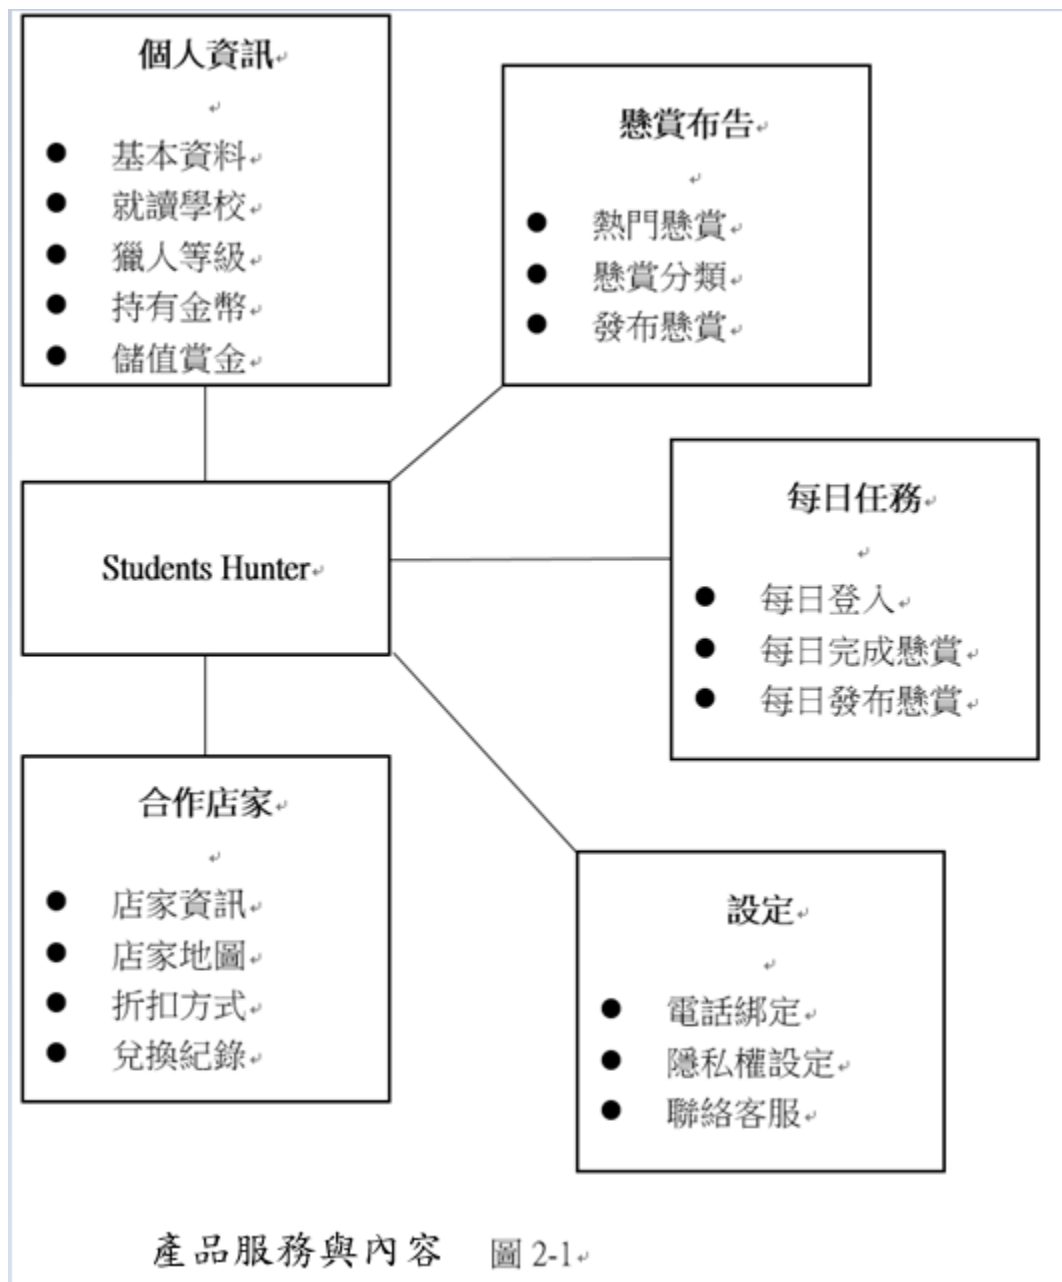 個人資訊
● 基本資料
● 就讀學校
● 獵人等級
● 持有金幣
● 儲值賞金
懸賞布告
● 熱門懸賞
● 懸賞分類
● 發布懸賞
Students Hunter
每日任務
● 每日登入
● 每日完成懸賞
● 每日發布懸賞
合作店家
● 店家資訊
● 店家地圖
● 折扣方式
● 兌換紀錄
設定
● 電話綁定
● 隱私權設定
● 聯絡客服
產品服務與內容 圖 2-1